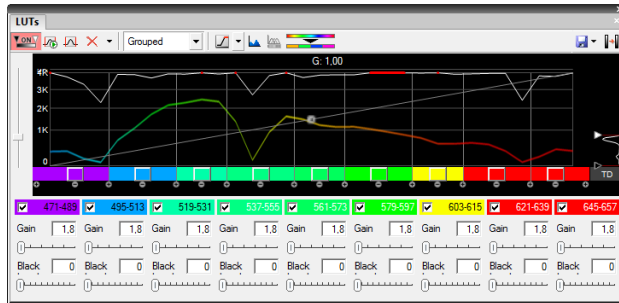 LUTs
ON Grouped
G: 1,00
4R
3K
2K
1K
0
TD
471-489 495-513 519-531 537-555 561-573 579-597 603-615 621-639 645-657
Gain 1,8 Gain 1,8 Gain 1,8 Gain 1,8 Gain 1,8 Gain 1,8 Gain 1,8 Gain 1,8 Gain 1,8
Black 0 Black 0 Black 0 Black 0 Black 0 Black 0 Black 0 Black 0 Black 0